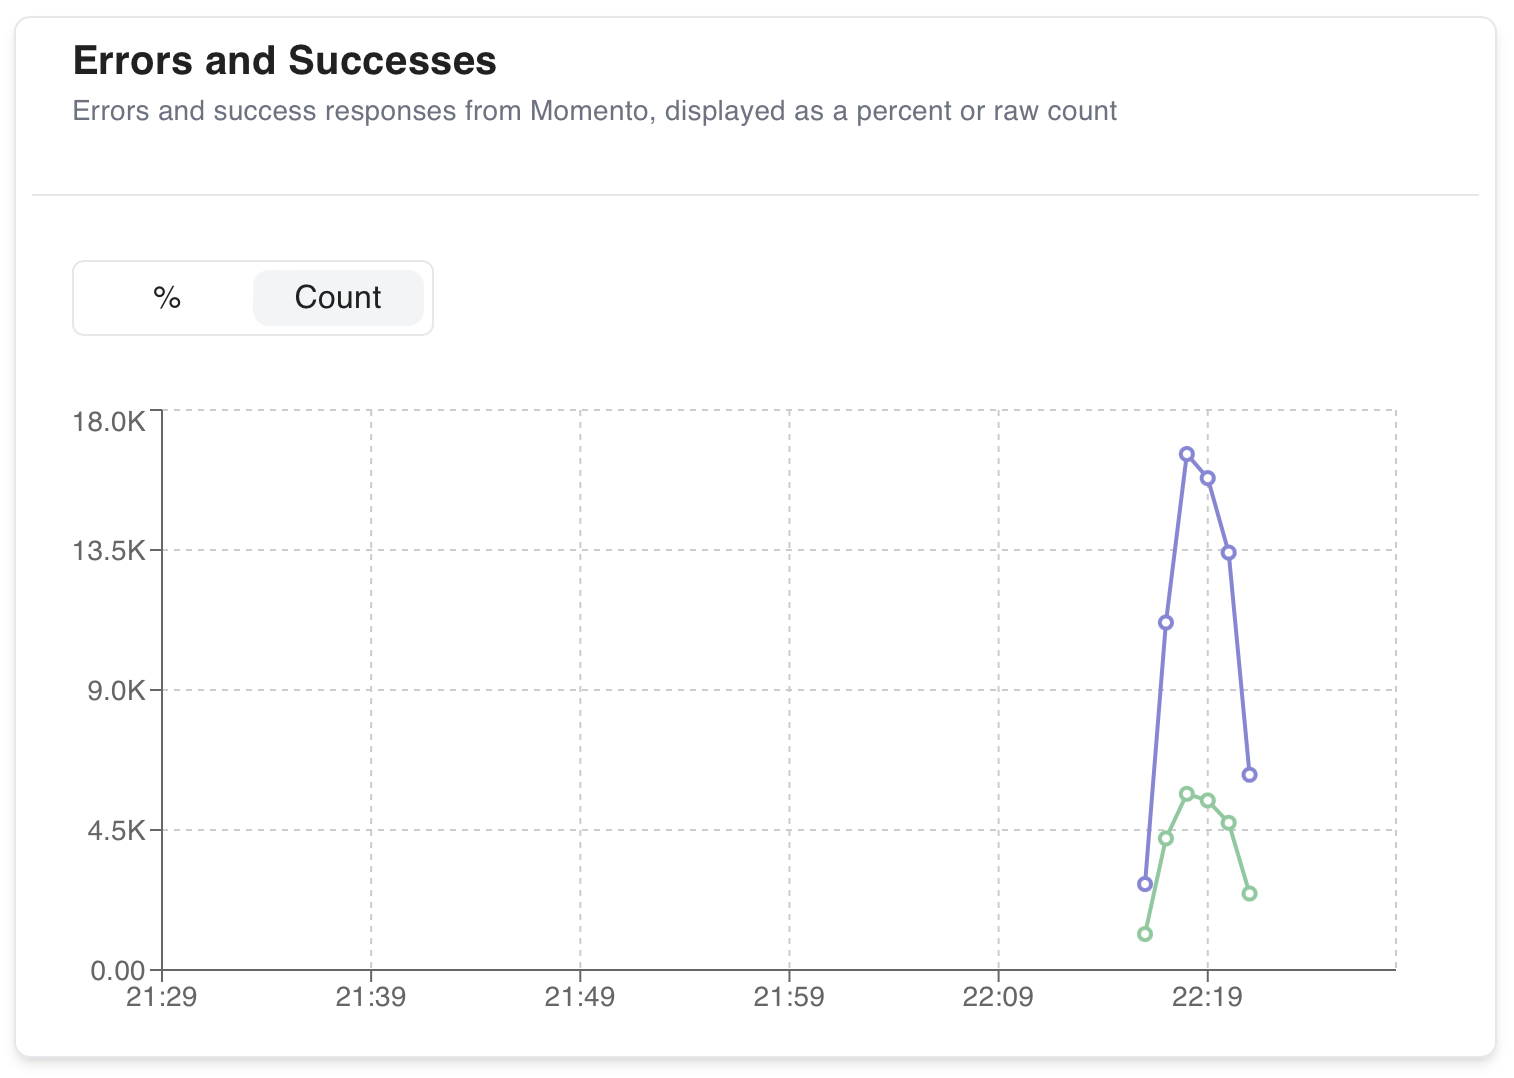 Errors and Successes
Errors and success responses from Momento, displayed as a percent or raw count
% Count
18.0K
13.5K
9.0K
4.5K
0.00
21:29 21:39 21:49 21:59 22:09 22:19